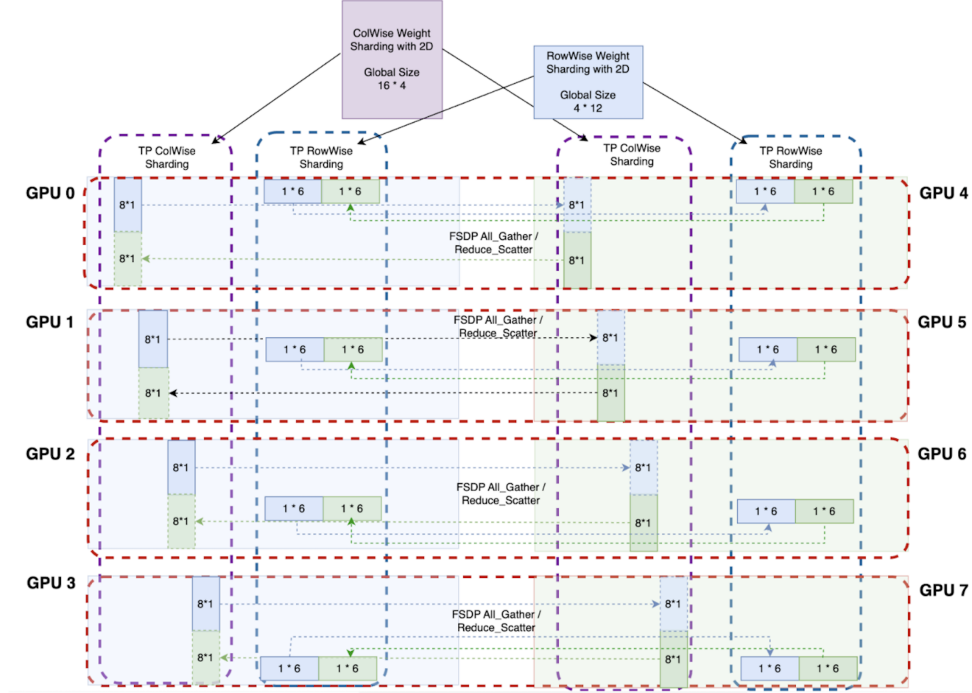 ColWise Weight
Sharding with 2D
Global Size
16 * 4
RowWise Weight
Sharding with 2D
Global Size
4 * 12
TP ColWise
Sharding
TP RowWise
Sharding
TP ColWise
Sharding
TP RowWise
Sharding
GPU 0
8*1
1 * 6
1 * 6
8*1
1 * 6
1 * 6
GPU 4
FSDP All_Gather /
Reduce_Scatter
8*1
8*1
GPU 1
8*1
1 * 6
1 * 6
FSDP All_Gather /
Reduce_Scatter
8*1
1 * 6
1 * 6
GPU 5
8*1
8*1
GPU 2
8*1
8*1
GPU 6
FSDP All_Gather /
Reduce_Scatter
8*1
1 * 6
1 * 6
8*1
1 * 6
1 * 6
GPU 3
8*1
8*1
GPU 7
FSDP All_Gather /
Reduce_Scatter
8*1
1 * 6
1 * 6
8*1
1 * 6
1 * 6